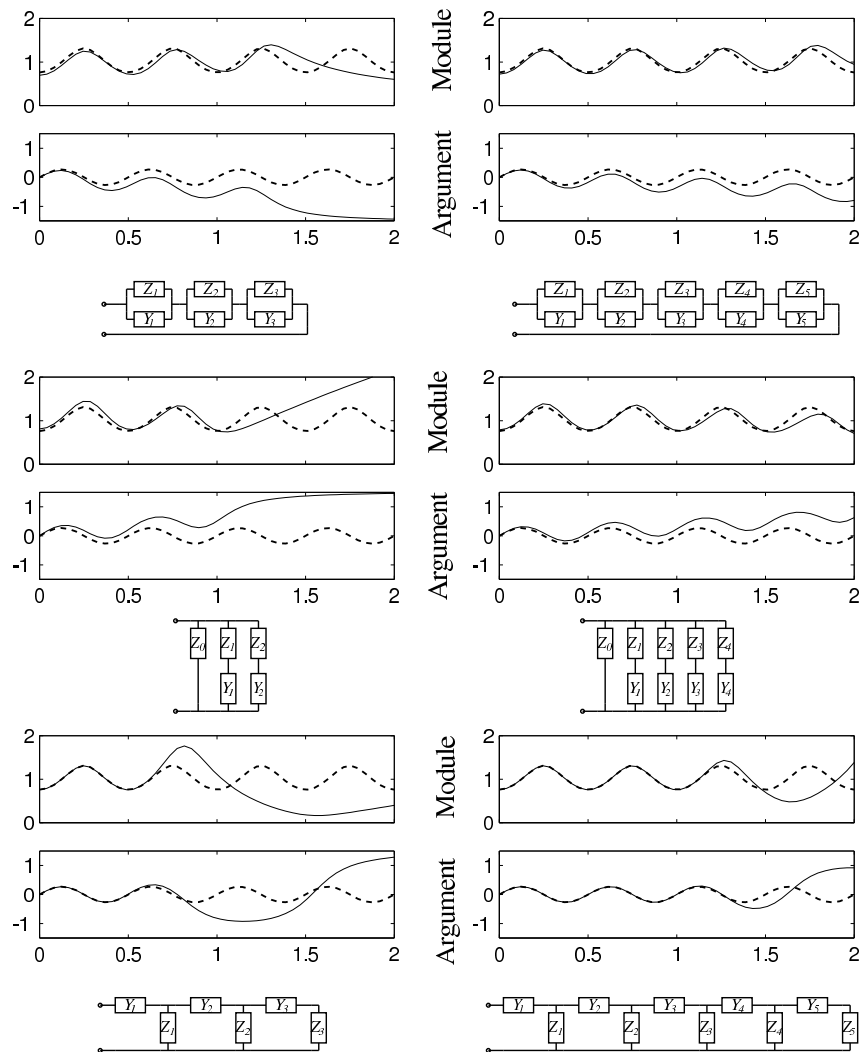 2
1
0
Module
2
1
0
1
0
-1
Argument
1
0
-1
0 0.5 1 1.5 2
0 0.5 1 1.5 2
Z1 Z2 Z3
Y1 Y2 Y3
Z1 Z2 Z3 Z4 Z5
Y1 Y2 Y3 Y4 Y5
2
1
0
Module
2
1
0
1
0
-1
Argument
1
0
-1
0 0.5 1 1.5 2
0 0.5 1 1.5 2
Z0 Z1 Z2
Y1 Y2
Z0 Z1 Z2 Z3 Z4
Y1 Y2 Y3 Y4
2
1
0
Module
2
1
0
1
0
-1
Argument
1
0
-1
0 0.5 1 1.5 2
0 0.5 1 1.5 2
Y1 Y2 Y3
Z1 Z2 Z3
Y1 Y2 Y3 Y4 Y5
Z1 Z2 Z3 Z4 Z5